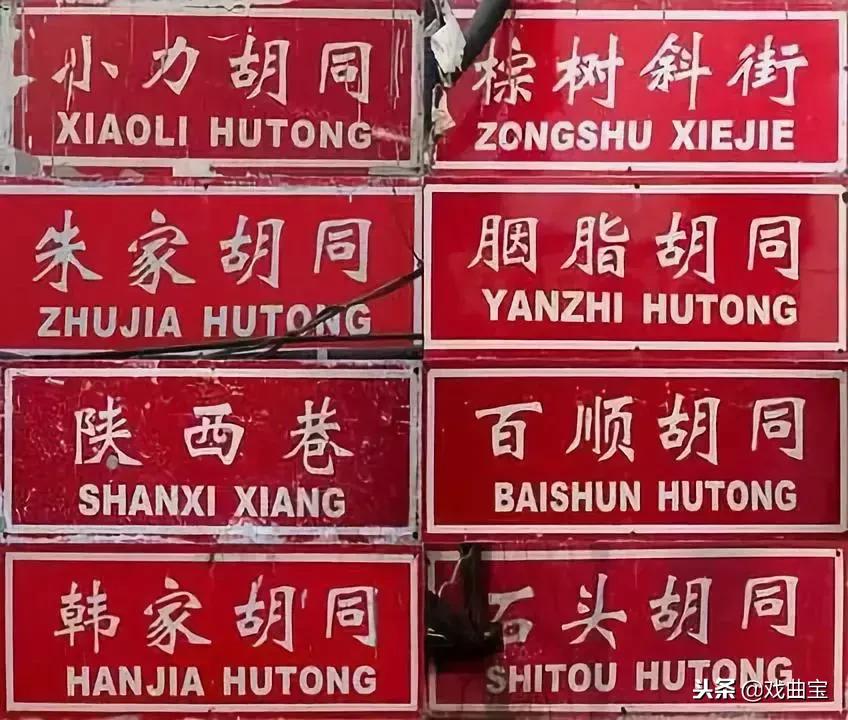 小力胡同
XIAOLI HUTONG
棕树斜街
ZONGSHU XIEJIE
朱家胡同
ZHUJIA HUTONG
胭脂胡同
YANZHI HUTONG
陕西巷
SHANXI XIANG
百顺胡同
BAISHUN HUTONG
韩家胡同
HANJIA HUTONG
石头胡同
SHITOU HUTONG
头条 @戏曲宝